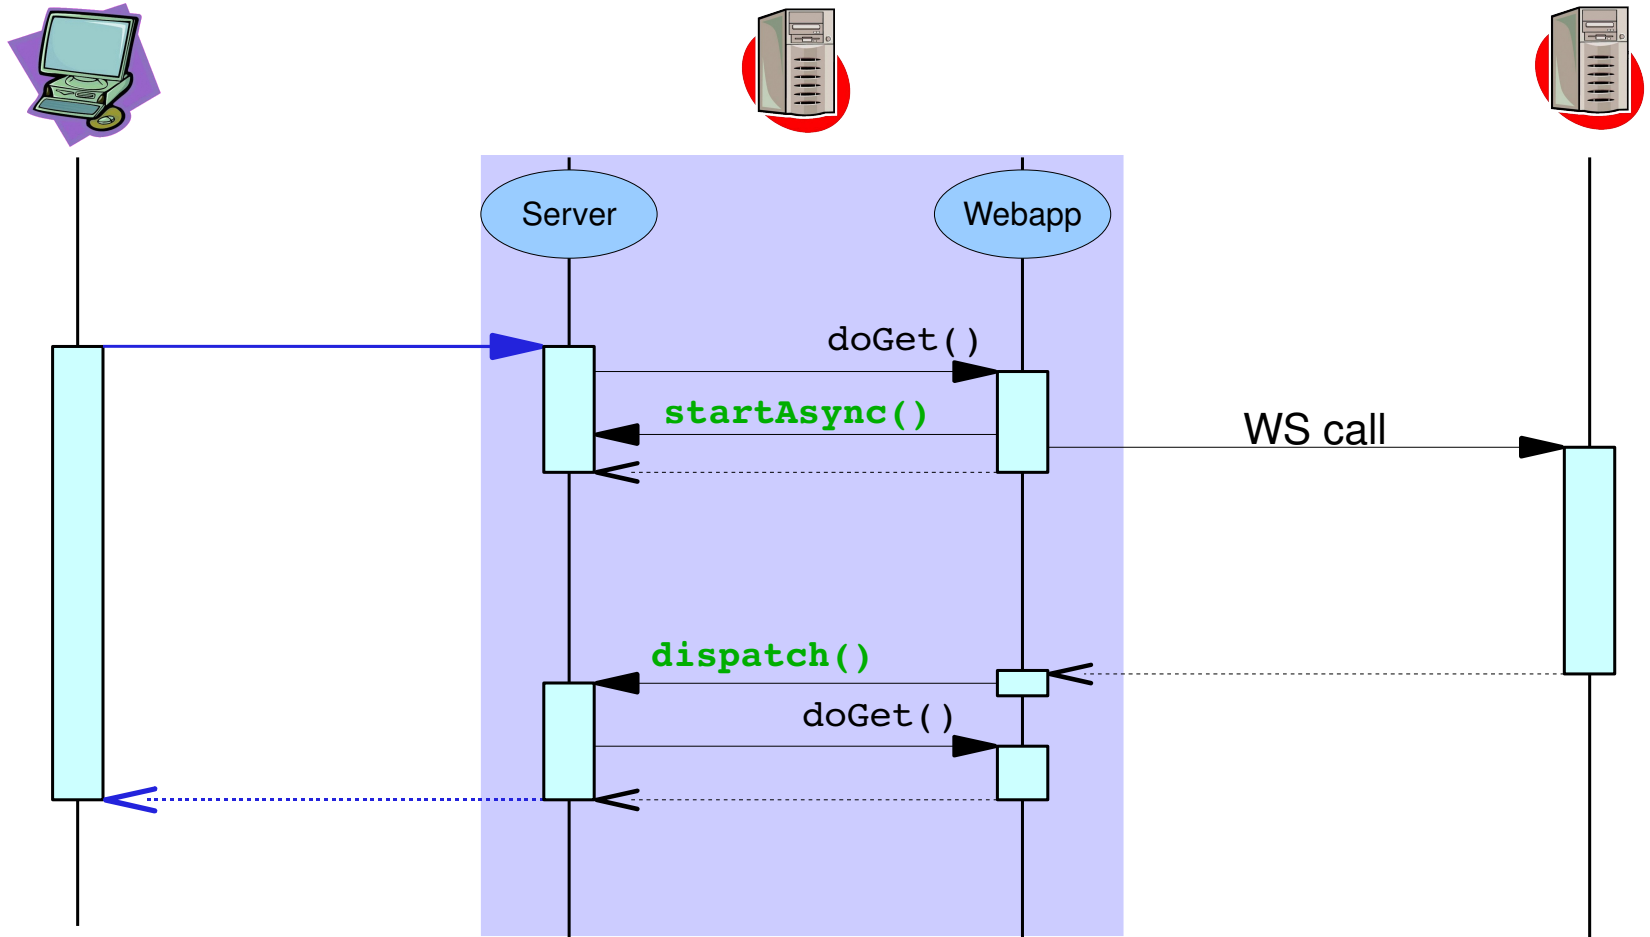 Server
Webapp
doGet()
startAsync()
WS call
dispatch()
doGet()